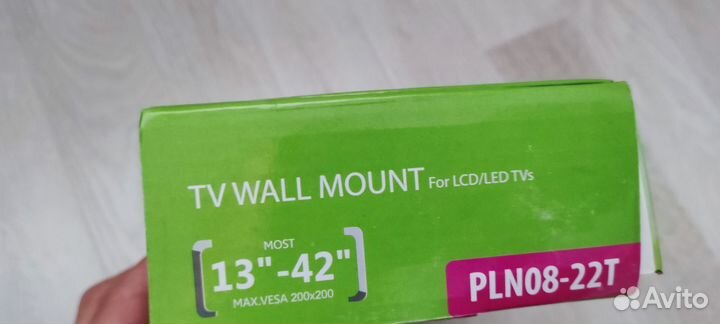 TV WALL MOUNT For LCD/LED TVs
MOST
13"-42"
MAX.VESA 200x200
PLN08-22T
Avito